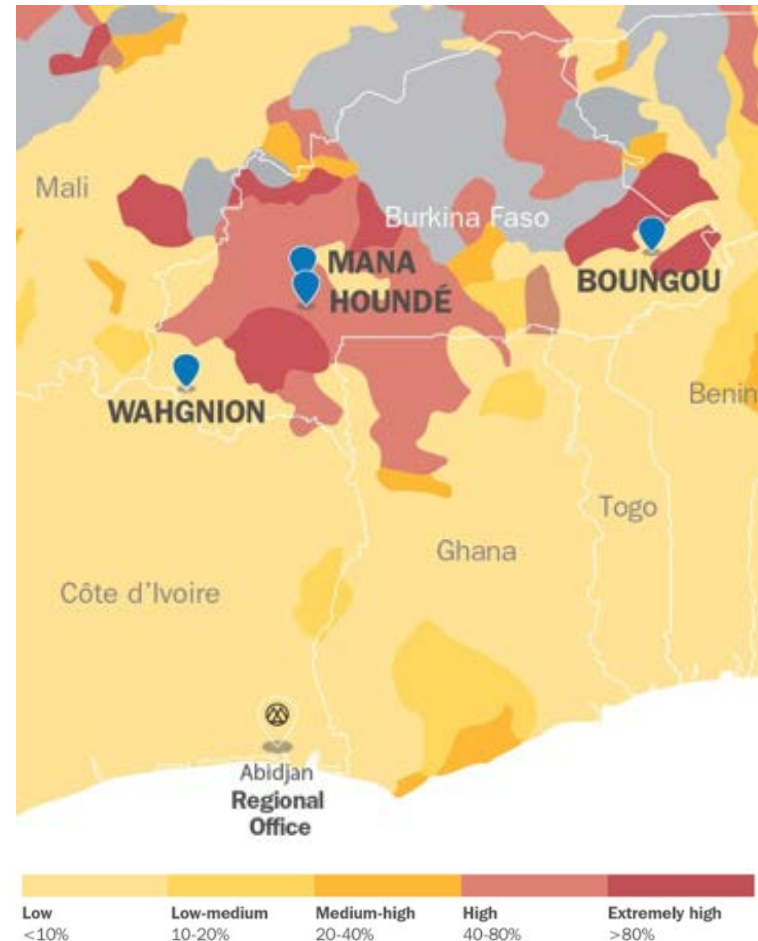 Mali
Burkina Faso
MANA
HOUNDÉ
BOUNGOU
WAHGNION
Benin
Togo
Ghana
Côte d'Ivoire
Abidjan
Regional
Office
Low
<10%
Low-medium
10-20%
Medium-high
20-40%
High
40-80%
Extremely high
>80%